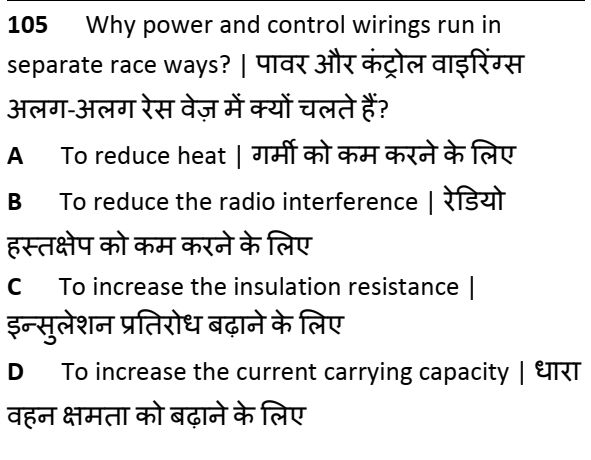 105 Why power and control wirings run in
separate race ways? | पावर और कंट्रोल वाइरिंग्स
अलग-अलग रेस वेज़ में क्यों चलते हैं?
A To reduce heat | गर्मी को कम करने के लिए
B To reduce the radio interference | रेडियो
हस्तक्षेप को कम करने के लिए
C To increase the insulation resistance |
इन्सुलेशन प्रतिरोध बढ़ाने के लिए
D To increase the current carrying capacity | धारा
वहन क्षमता को बढ़ाने के लिए